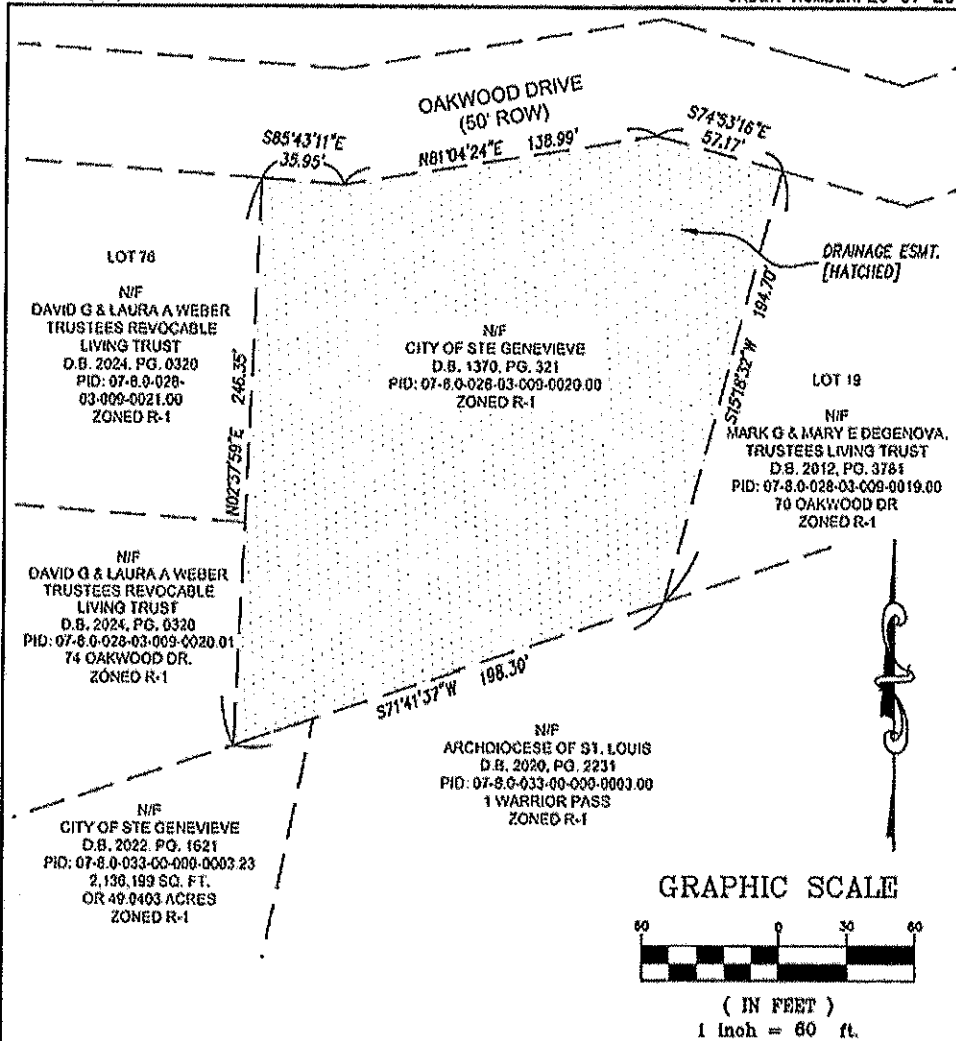 OAKWOOD DRIVE
(50' ROW)
S85°43'11"E
35.95'
N81°04'24"E 138.99'
S74°53'16"E
57.17'
LOT 76
N/F
DAVID G & LAURA A WEBER
TRUSTEES REVOCABLE
LIVING TRUST
D.B. 2024, PG. 0320
PID: 07-8.0-028-
03-009-0021.00
ZONED R-1
N02°57'59"E 246.35'
N/F
CITY OF STE GENEVIEVE
D.B. 1370, PG. 321
PID: 07-8.0-028-03-009-0020.00
ZONED R-1
DRAINAGE ESMT.
[HATCHED]
S15°18'32"W 194.70'
LOT 19
N/F
MARK G & MARY E DEGENOVA,
TRUSTEES LIVING TRUST
D.B. 2012, PG. 3781
PID: 07-8.0-028-03-009-0019.00
70 OAKWOOD DR
ZONED R-1
N/F
DAVID G & LAURA A WEBER
TRUSTEES REVOCABLE
LIVING TRUST
D.B. 2024, PG. 0320
PID: 07-8.0-028-03-009-0020.01
74 OAKWOOD DR.
ZONED R-1
S71°41'37"W 198.30'
N/F
ARCHDIOCESE OF ST. LOUIS
D.B. 2020, PG. 2231
PID: 07-8.0-033-00-000-0003.00
1 WARRIOR PASS
ZONED R-1
N/F
CITY OF STE GENEVIEVE
D.B. 2022, PG. 1621
PID: 07-8.0-033-00-000-0003.23
2,136,199 SQ. FT.
OR 49.0403 ACRES
ZONED R-1
GRAPHIC SCALE
60 0 30 60
( IN FEET )
1 inch = 60 ft.